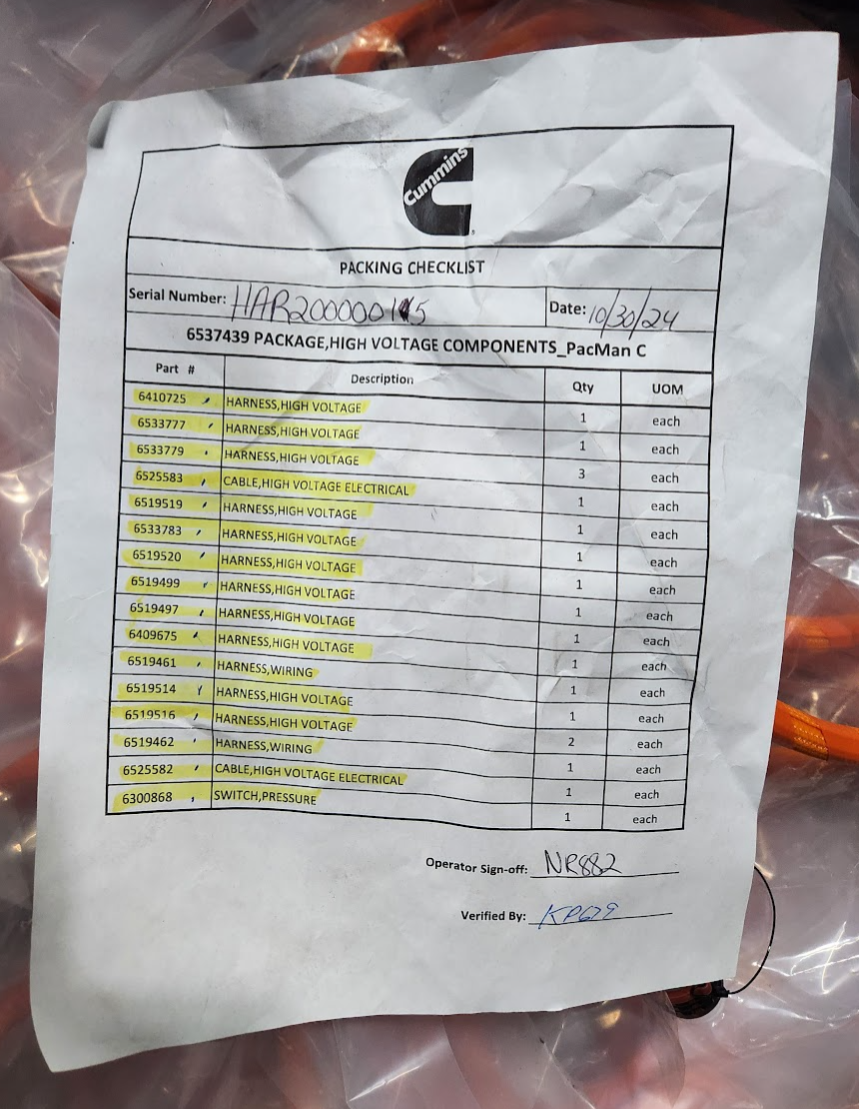 Cummins
PACKING CHECKLIST
Serial Number: Date: 10/30/24
6537439 PACKAGE,HIGH VOLTAGE COMPONENTS_PacMan C
Part # Description Qty UOM
6410725 HARNESS,HIGH VOLTAGE 1 each
6533777 HARNESS,HIGH VOLTAGE 1 each
6533779 HARNESS,HIGH VOLTAGE 3 each
6525583 CABLE,HIGH VOLTAGE ELECTRICAL 1 each
6519519 HARNESS,HIGH VOLTAGE 1 each
6533783 HARNESS,HIGH VOLTAGE 1 each
6519520 HARNESS,HIGH VOLTAGE 1 each
6519499 HARNESS,HIGH VOLTAGE 1 each
6519497 HARNESS,HIGH VOLTAGE 1 each
6409675 HARNESS,HIGH VOLTAGE 1 each
6519461 HARNESS,WIRING 1 each
6519514 HARNESS,HIGH VOLTAGE 1 each
6519516 HARNESS,HIGH VOLTAGE 2 each
6519462 HARNESS,WIRING 1 each
6525582 CABLE,HIGH VOLTAGE ELECTRICAL 1 each
6300868 SWITCH,PRESSURE 1 each
Operator Sign-off: NR882
Verified By: KP679